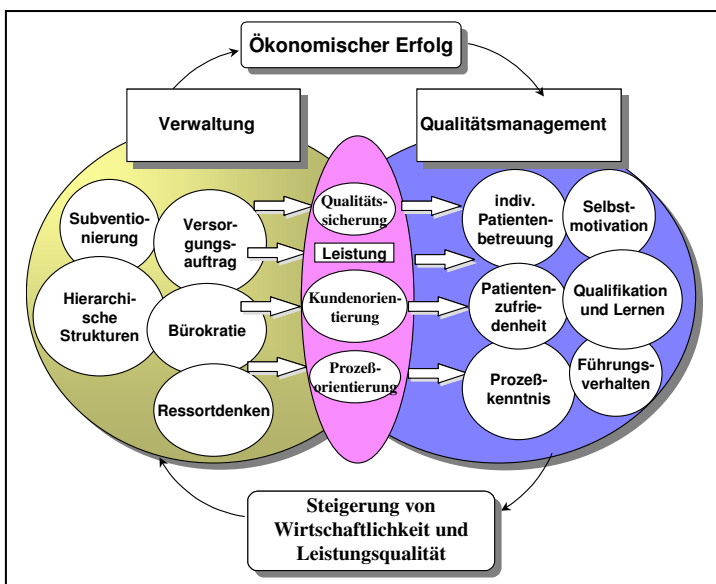 Ökonomischer Erfolg
Verwaltung
Qualitätsmanagement
Subventio-
nierung
Versor-
gungs-
auftrag
Hierarchi-
sche
Strukturen
Bürokratie
Ressortdenken
Qualitäts-
sicherung
Leistung
Kundenorien-
tierung
Prozeß-
orientierung
indiv.
Patienten-
betreuung
Selbst-
motivation
Patienten-
zufrie-
denheit
Qualifikation
und Lernen
Prozeß-
kenntnis
Führungs-
verhalten
Steigerung von
Wirtschaftlichkeit und
Leistungsqualität